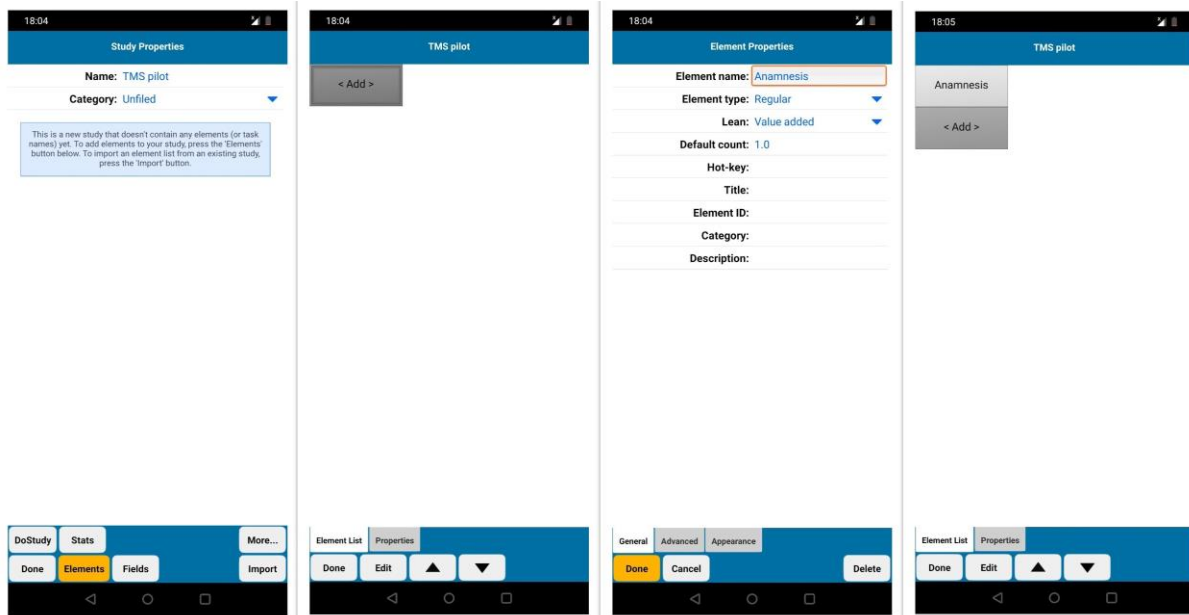 18:04
Study Properties
Name: TMS pilot
Category: Unfiled
This is a new study that doesn't contain any elements (or task
names) yet. To add elements to your study, press the 'Elements'
button below. To import an element list from an existing study,
press the 'Import' button.
DoStudy Stats More...
Done Elements Fields Import
18:04
TMS pilot
< Add >
Element List Properties
Done Edit
18:04
Element Properties
Element name: Anamnesis
Element type: Regular
Lean: Value added
Default count: 1.0
Hot-key:
Title:
Element ID:
Category:
Description:
General Advanced Appearance
Done Cancel Delete
18:05
TMS pilot
Anamnesis
< Add >
Element List Properties
Done Edit